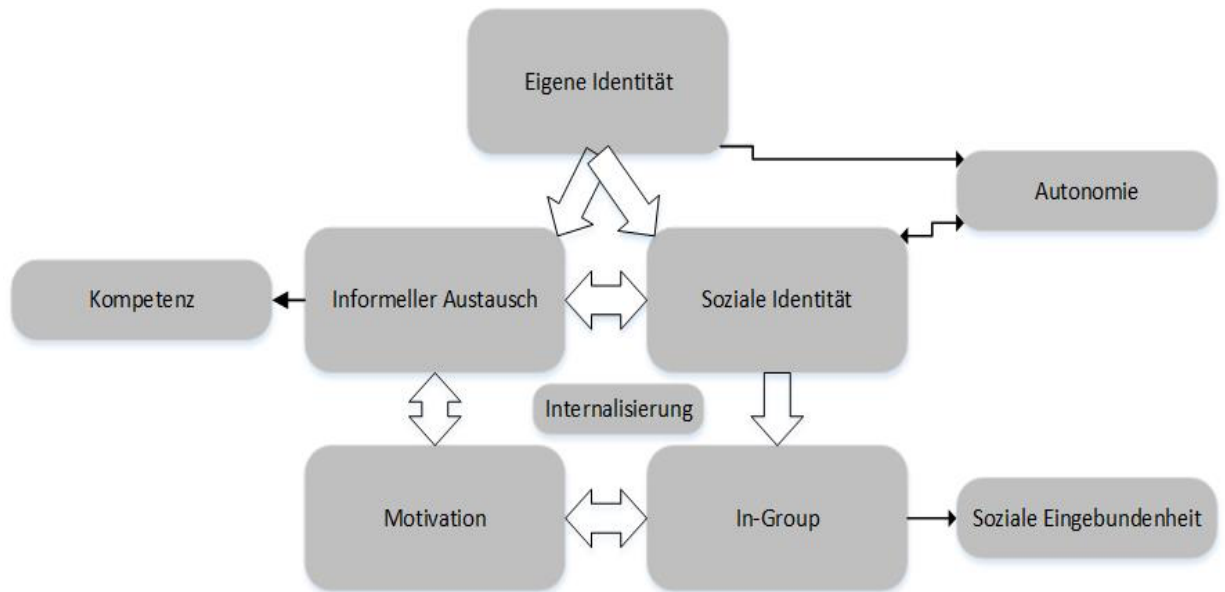 Eigene Identität
Autonomie
Kompetenz
Informeller Austausch
Soziale Identität
Internalisierung
Motivation
In-Group
Soziale Eingebundenheit